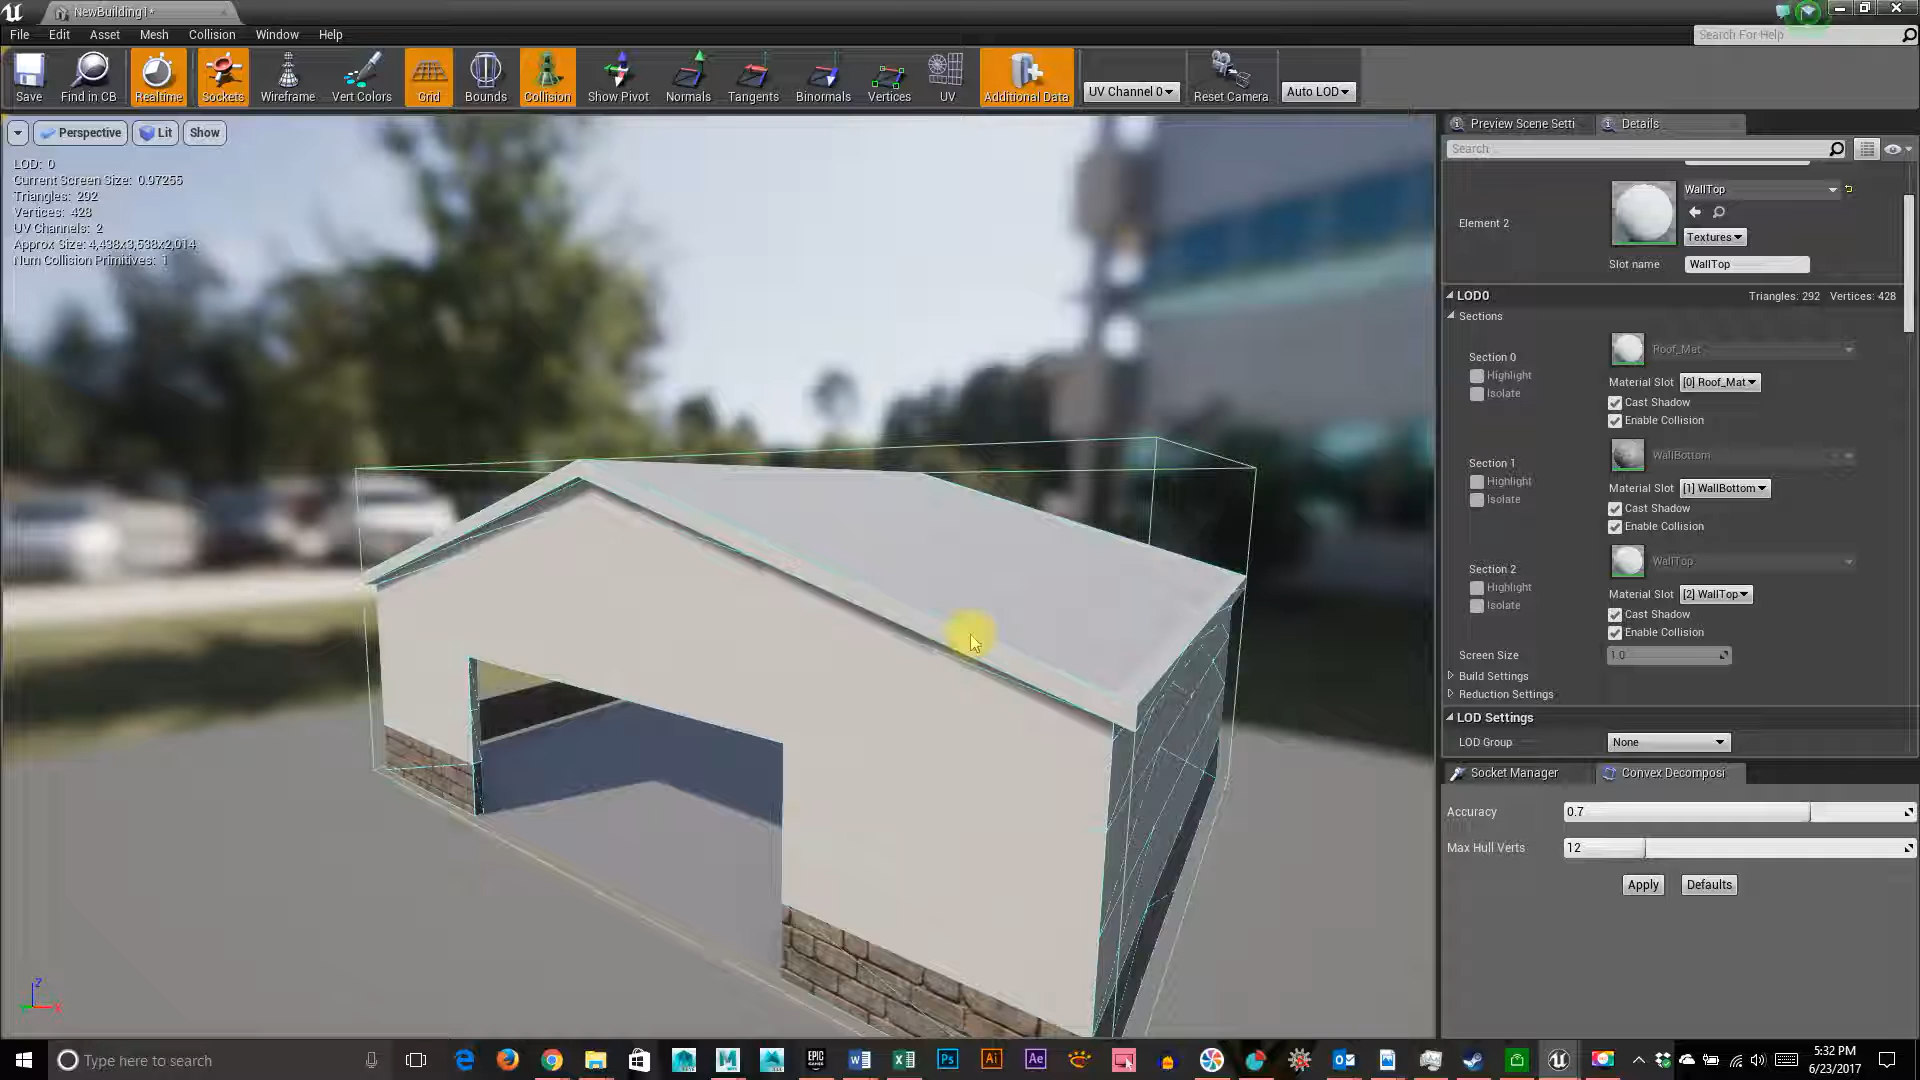 NewBuilding1*
File Edit Asset Mesh Collision Window Help
Search For Help
Save Find in CB Realtime Sockets Wireframe Vert Colors Grid Bounds Collision Show Pivot Normals Tangents Binormals Vertices UV Additional Data UV Channel 0 Reset Camera Auto LOD
Perspective Lit Show
LOD: 0
Current Screen Size: 0.97255
Triangles: 292
Vertices: 428
UV Channels: 2
Approx Size: 4,438x3,538x2,014
Num Collision Primitives: 1
Preview Scene Setti Details
Search
Element 2
WallTop
Textures
Slot name WallTop
LOD0 Triangles: 292 Vertices: 428
Sections
Section 0
Roof_Mat
Highlight
Isolate
Material Slot [0] Roof_Mat
Cast Shadow
Enable Collision
Section 1
WallBottom
Highlight
Isolate
Material Slot [1] WallBottom
Cast Shadow
Enable Collision
Section 2
WallTop
Highlight
Isolate
Material Slot [2] WallTop
Cast Shadow
Enable Collision
Screen Size 1.0
Build Settings
Reduction Settings
LOD Settings
LOD Group None
Socket Manager Convex Decomposi
Accuracy 0.7
Max Hull Verts 12
Apply Defaults
Z
X
Type here to search
EPIC GAMES
Ps Ai Ae
5:32 PM
6/23/2017